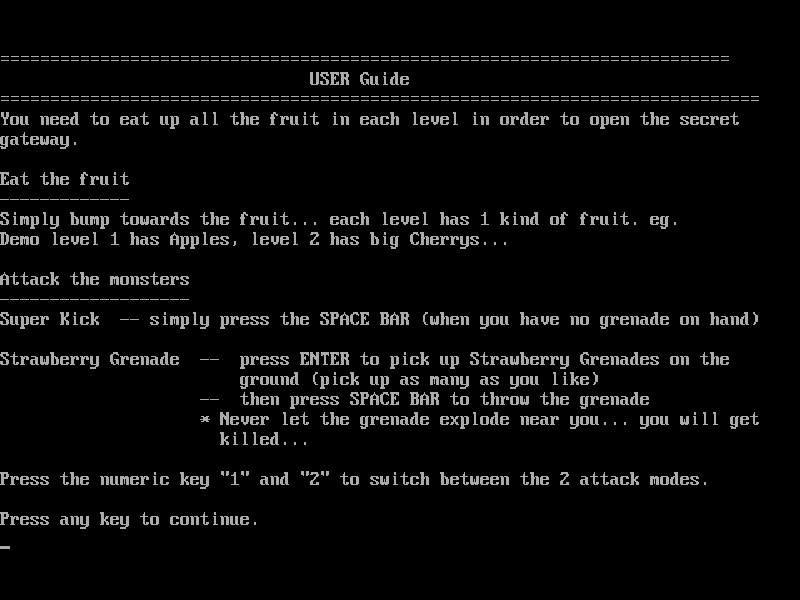 =========================================================================
USER Guide
============================================================================
You need to eat up all the fruit in each level in order to open the secret
gateway.
Eat the fruit
-------------
Simply bump towards the fruit... each level has 1 kind of fruit. eg.
Demo level 1 has Apples, level 2 has big Cherrys...
Attack the monsters
-------------------
Super Kick  -- simply press the SPACE BAR (when you have no grenade on hand)
Strawberry Grenade  --  press ENTER to pick up Strawberry Grenades on the
ground (pick up as many as you like)
--  then press SPACE BAR to throw the grenade
* Never let the grenade explode near you... you will get
killed...
Press the numeric key "1" and "2" to switch between the 2 attack modes.
Press any key to continue.
_